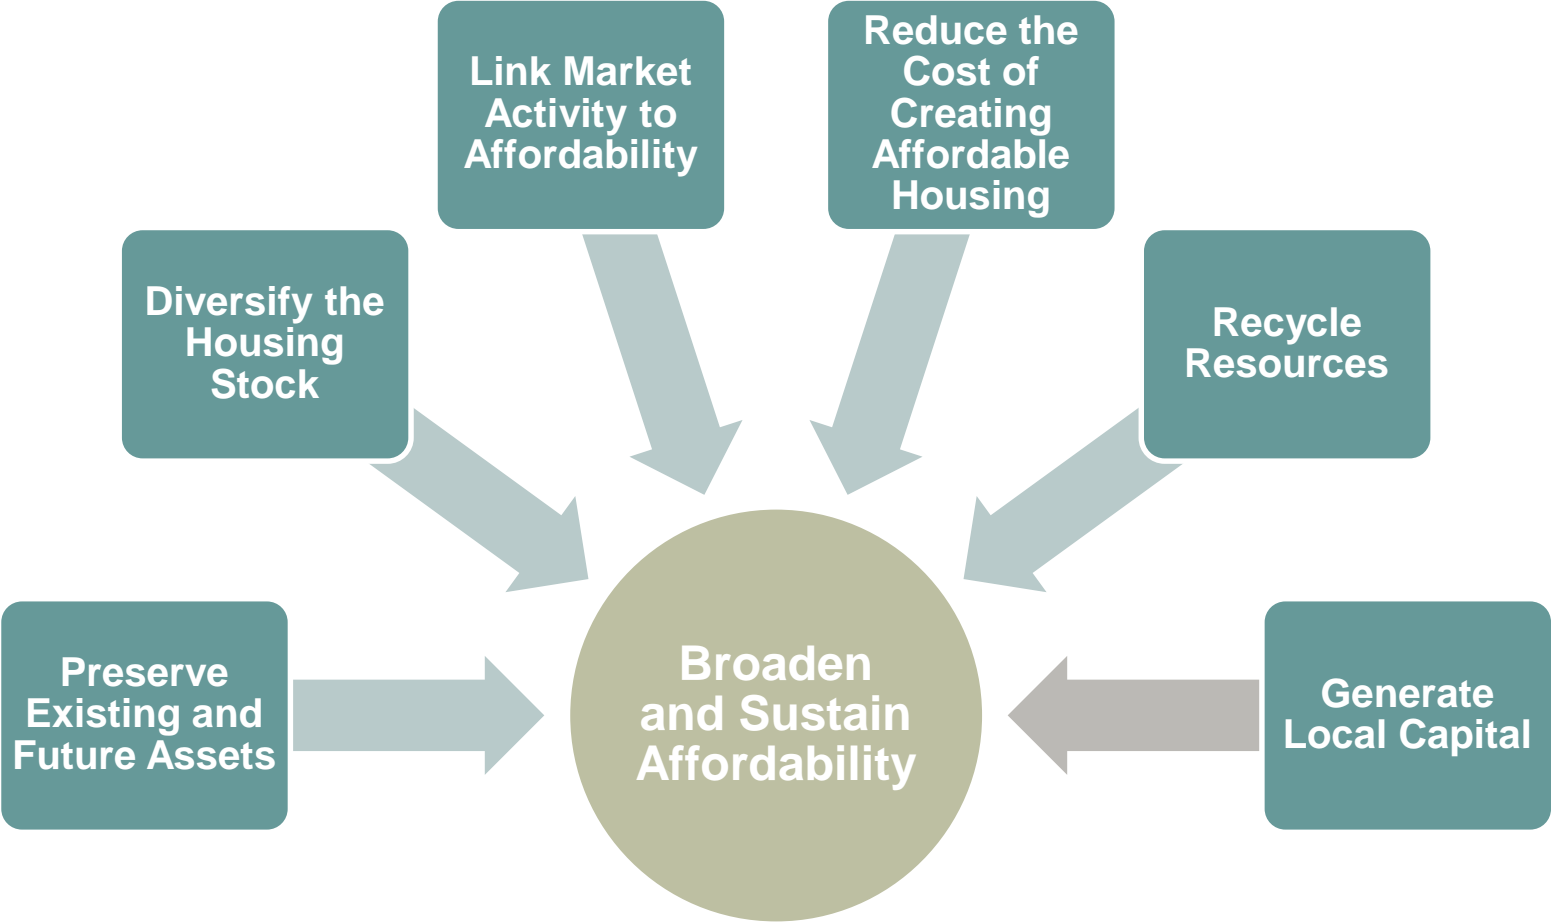 Link Market
Activity to
Affordability
Reduce the
Cost of
Creating
Affordable
Housing
Diversify the
Housing
Stock
Recycle
Resources
Preserve
Existing and
Future Assets
Broaden
and Sustain
Affordability
Generate
Local Capital